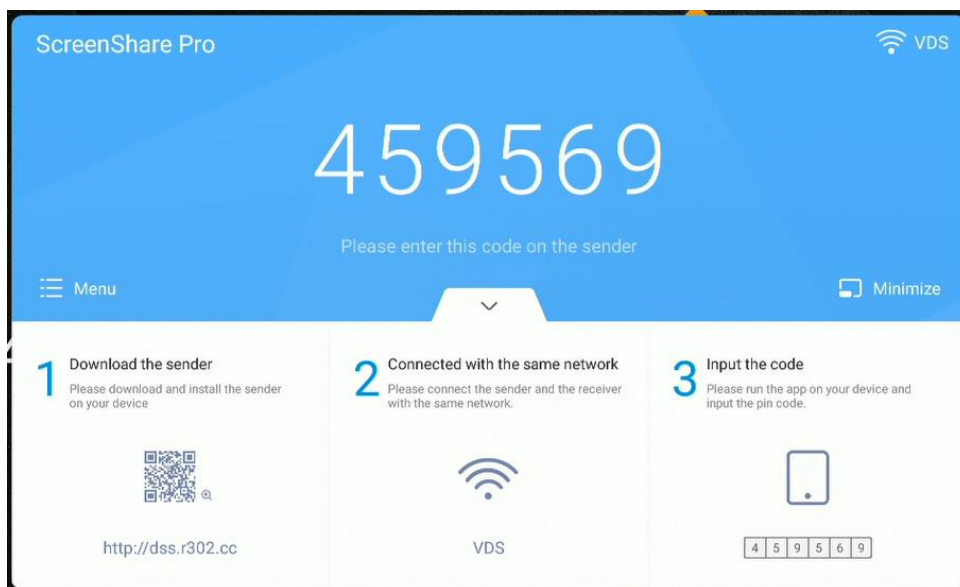 ScreenShare Pro
VDS
459569
Please enter this code on the sender
Menu
Minimize
1
Download the sender
Please download and install the sender
on your device
http://dss.r302.cc
2
Connected with the same network
Please connect the sender and the receiver
with the same network.
VDS
3
Input the code
Please run the app on your device and
input the pin code.
4 5 9 5 6 9